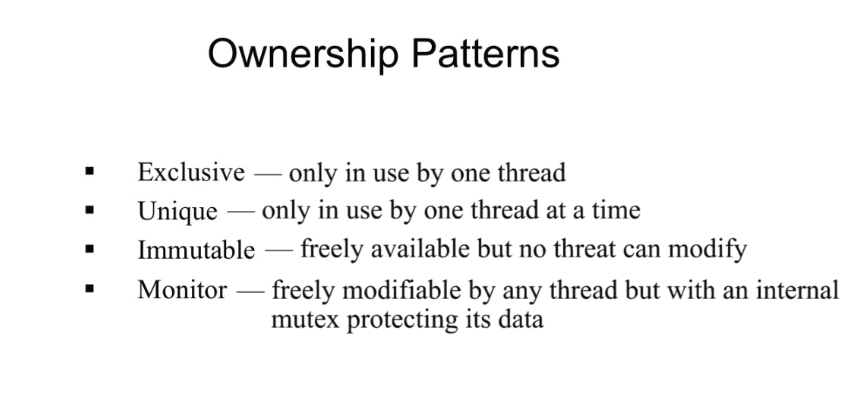 Ownership Patterns
▪ Exclusive — only in use by one thread
▪ Unique — only in use by one thread at a time
▪ Immutable — freely available but no threat can modify
▪ Monitor — freely modifiable by any thread but with an internal
mutex protecting its data